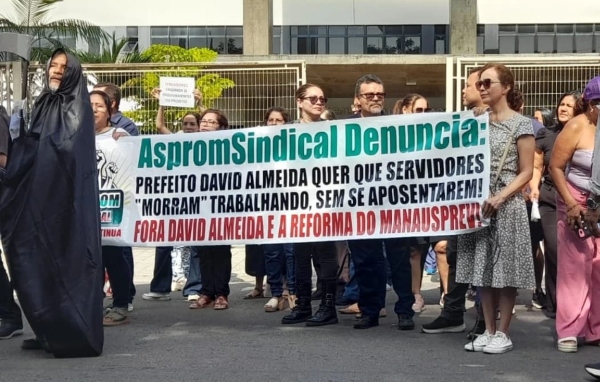 AspromSindical Denuncia:
PREFEITO DAVID ALMEIDA QUER QUE SERVIDORES
"MORRAM" TRABALHANDO, SEM SE APOSENTAREM!
FORA DAVID ALMEIDA E A REFORMA DO MANAUSPREV!
CONTINUA